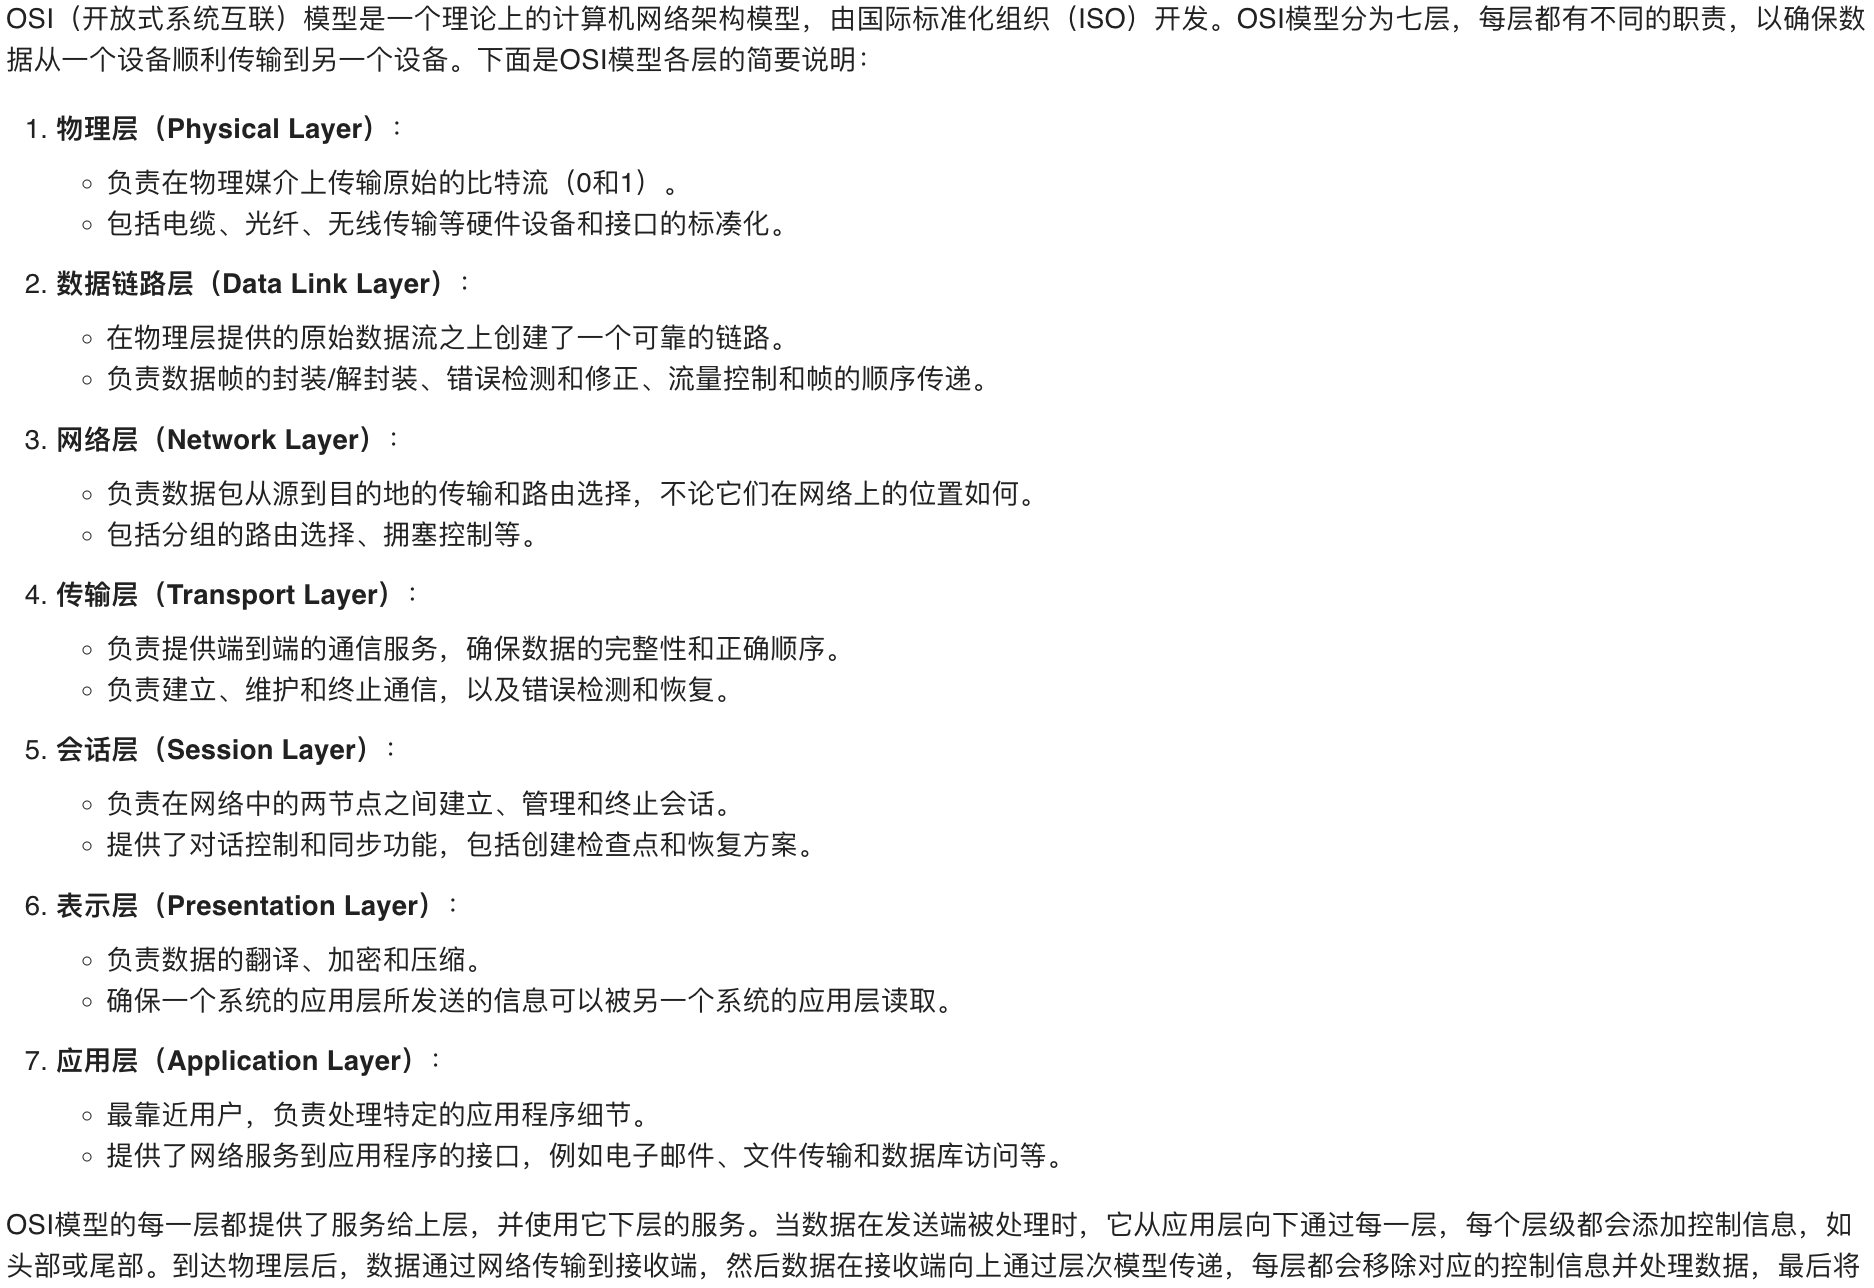 OSI（开放式系统互联）模型是一个理论上的计算机网络架构模型，由国际标准化组织（ISO）开发。OSI模型分为七层，每层都有不同的职责，以确保数
据从一个设备顺利传输到另一个设备。下面是OSI模型各层的简要说明：
1. 物理层（Physical Layer）：
◦ 负责在物理媒介上传输原始的比特流（0和1）。
◦ 包括电缆、光纤、无线传输等硬件设备和接口的标凑化。
2. 数据链路层（Data Link Layer）：
◦ 在物理层提供的原始数据流之上创建了一个可靠的链路。
◦ 负责数据帧的封装/解封装、错误检测和修正、流量控制和帧的顺序传递。
3. 网络层（Network Layer）：
◦ 负责数据包从源到目的地的传输和路由选择，不论它们在网络上的位置如何。
◦ 包括分组的路由选择、拥塞控制等。
4. 传输层（Transport Layer）：
◦ 负责提供端到端的通信服务，确保数据的完整性和正确顺序。
◦ 负责建立、维护和终止通信，以及错误检测和恢复。
5. 会话层（Session Layer）：
◦ 负责在网络中的两节点之间建立、管理和终止会话。
◦ 提供了对话控制和同步功能，包括创建检查点和恢复方案。
6. 表示层（Presentation Layer）：
◦ 负责数据的翻译、加密和压缩。
◦ 确保一个系统的应用层所发送的信息可以被另一个系统的应用层读取。
7. 应用层（Application Layer）：
◦ 最靠近用户，负责处理特定的应用程序细节。
◦ 提供了网络服务到应用程序的接口，例如电子邮件、文件传输和数据库访问等。
OSI模型的每一层都提供了服务给上层，并使用它下层的服务。当数据在发送端被处理时，它从应用层向下通过每一层，每个层级都会添加控制信息，如
头部或尾部。到达物理层后，数据通过网络传输到接收端，然后数据在接收端向上通过层次模型传递，每层都会移除对应的控制信息并处理数据，最后将